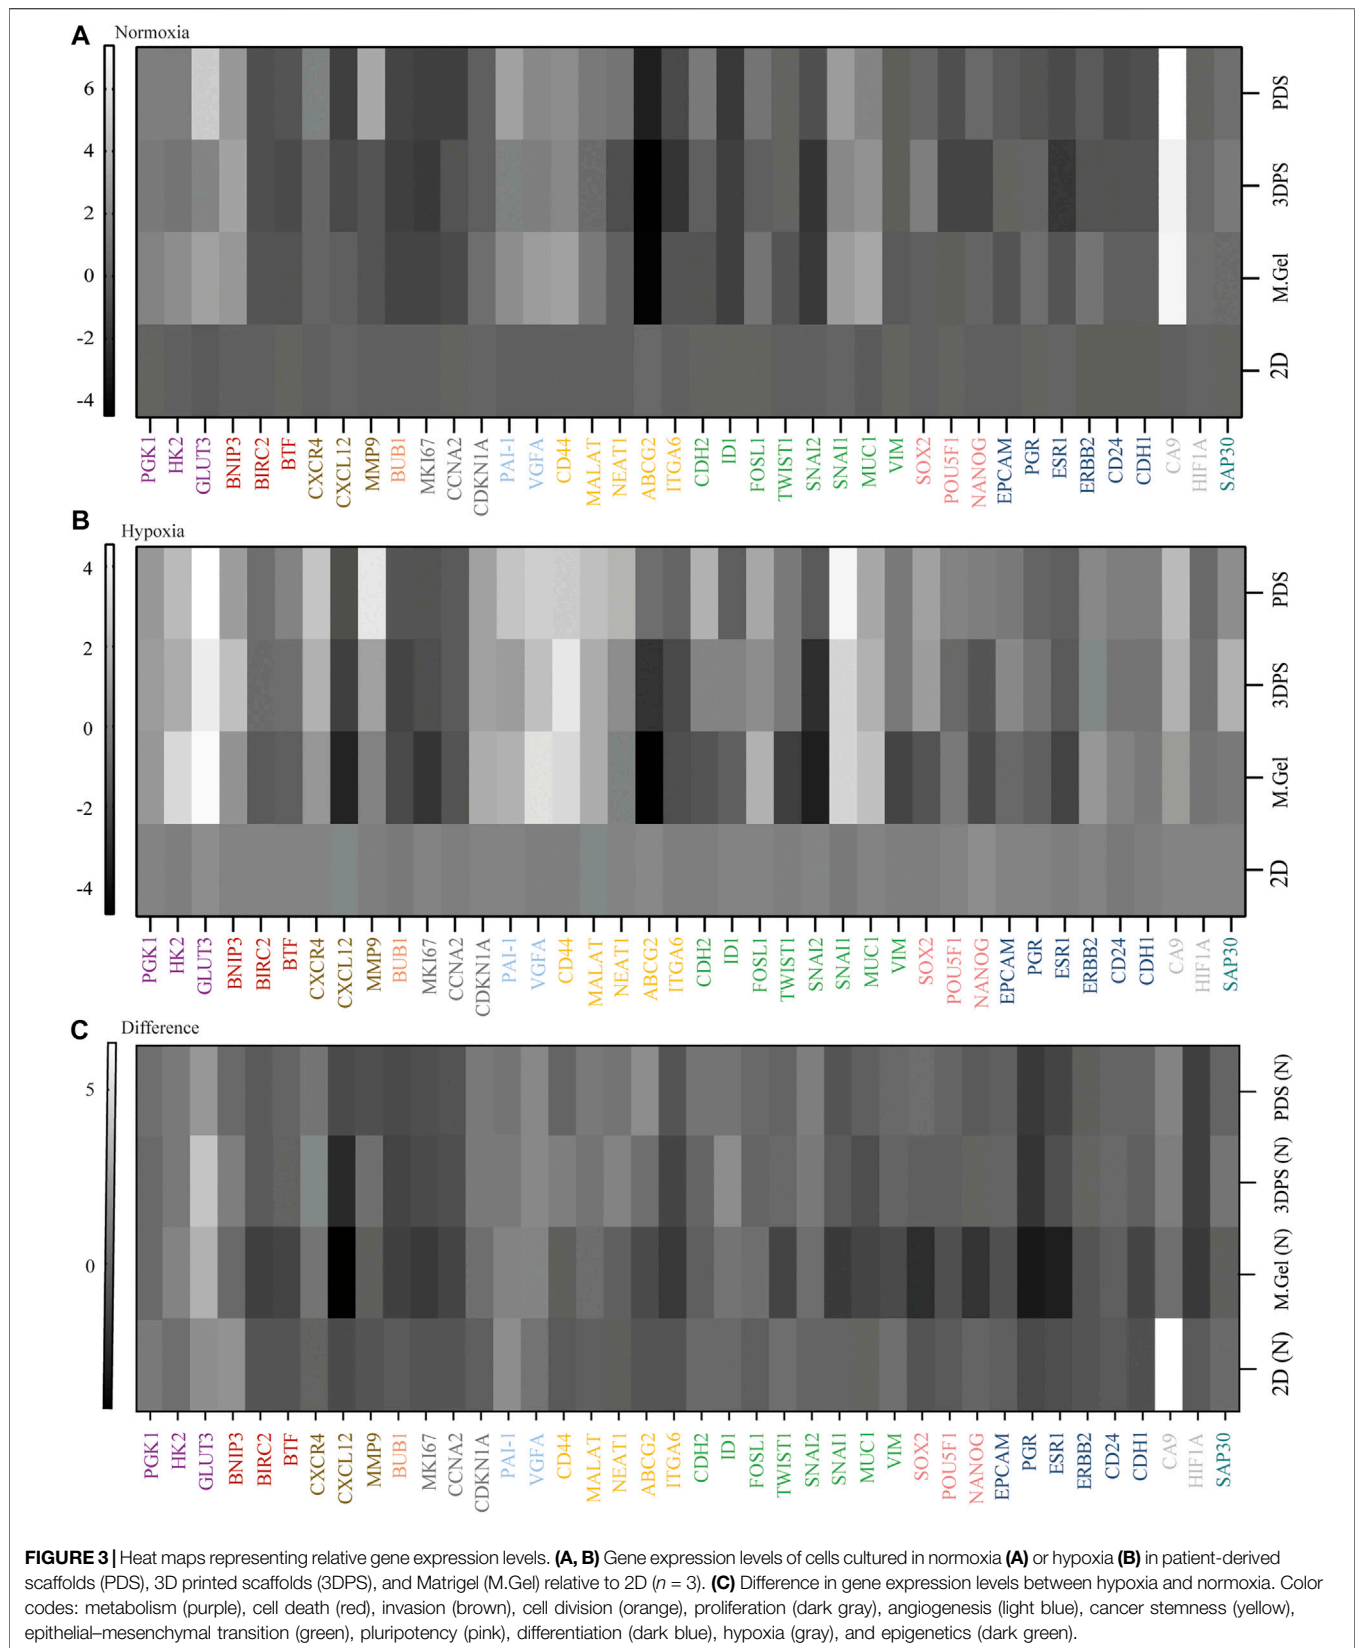 A
Normoxia
6
4
2
0
-2
-4
PDS
3DPS
M.Gel
2D
PGK1 HK2 GLUT3 BNIP3 BIRC2 BTF CXCR4 CXCL12 MMP9 BUB1 MKI67 CCNA2 CDKN1A PAI-1 VGFA CD44 MALAT NEAT1 ABCG2 ITGA6 CDH2 ID1 FOSL1 TWIST1 SNAI2 SNAI1 MUC1 VIM SOX2 POU5F1 NANOG EPCAM PGR ESR1 ERBB2 CD24 CDH1 CA9 HIF1A SAP30
B
Hypoxia
4
2
0
-2
-4
PDS
3DPS
M.Gel
2D
PGK1 HK2 GLUT3 BNIP3 BIRC2 BTF CXCR4 CXCL12 MMP9 BUB1 MKI67 CCNA2 CDKN1A PAI-1 VGFA CD44 MALAT NEAT1 ABCG2 ITGA6 CDH2 ID1 FOSL1 TWIST1 SNAI2 SNAI1 MUC1 VIM SOX2 POU5F1 NANOG EPCAM PGR ESR1 ERBB2 CD24 CDH1 CA9 HIF1A SAP30
C
Difference
5
0
PDS (N)
3DPS (N)
M.Gel (N)
2D (N)
PGK1 HK2 GLUT3 BNIP3 BIRC2 BTF CXCR4 CXCL12 MMP9 BUB1 MKI67 CCNA2 CDKN1A PAI-1 VGFA CD44 MALAT NEAT1 ABCG2 ITGA6 CDH2 ID1 FOSL1 TWIST1 SNAI2 SNAI1 MUC1 VIM SOX2 POU5F1 NANOG EPCAM PGR ESR1 ERBB2 CD24 CDH1 CA9 HIF1A SAP30
FIGURE 3 | Heat maps representing relative gene expression levels. (A, B) Gene expression levels of cells cultured in normoxia (A) or hypoxia (B) in patient-derived
scaffolds (PDS), 3D printed scaffolds (3DPS), and Matrigel (M.Gel) relative to 2D (n = 3). (C) Difference in gene expression levels between hypoxia and normoxia. Color
codes: metabolism (purple), cell death (red), invasion (brown), cell division (orange), proliferation (dark gray), angiogenesis (light blue), cancer stemness (yellow),
epithelial–mesenchymal transition (green), pluripotency (pink), differentiation (dark blue), hypoxia (gray), and epigenetics (dark green).